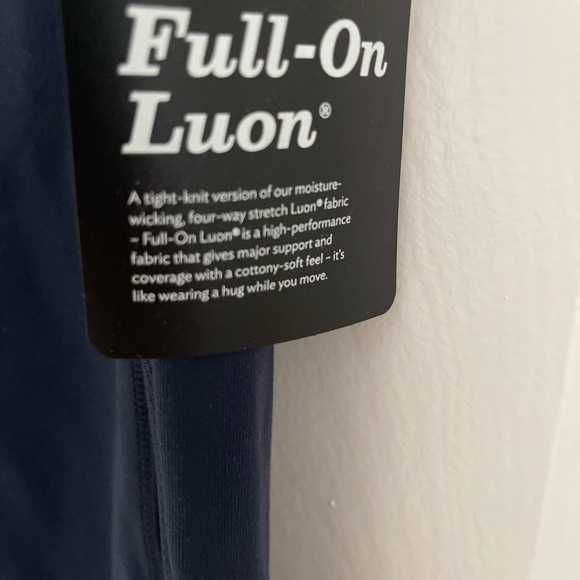 Full-On
Luon®
A tight-knit version of our moisture-
wicking, four-way stretch Luon® fabric
– Full-On Luon® is a high-performance
fabric that gives major support and
coverage with a cottony-soft feel – it's
like wearing a hug while you move.